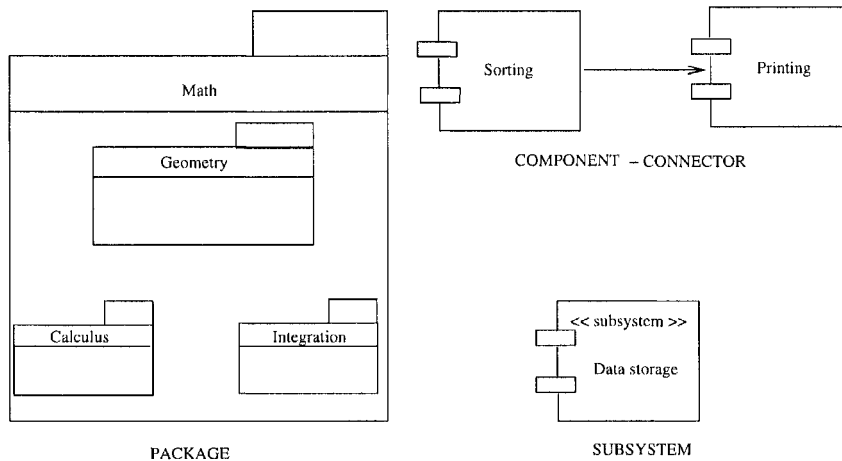 Math
Geometry
Calculus
Integration
PACKAGE
Sorting
Printing
COMPONENT – CONNECTOR
<< subsystem >>
Data storage
SUBSYSTEM